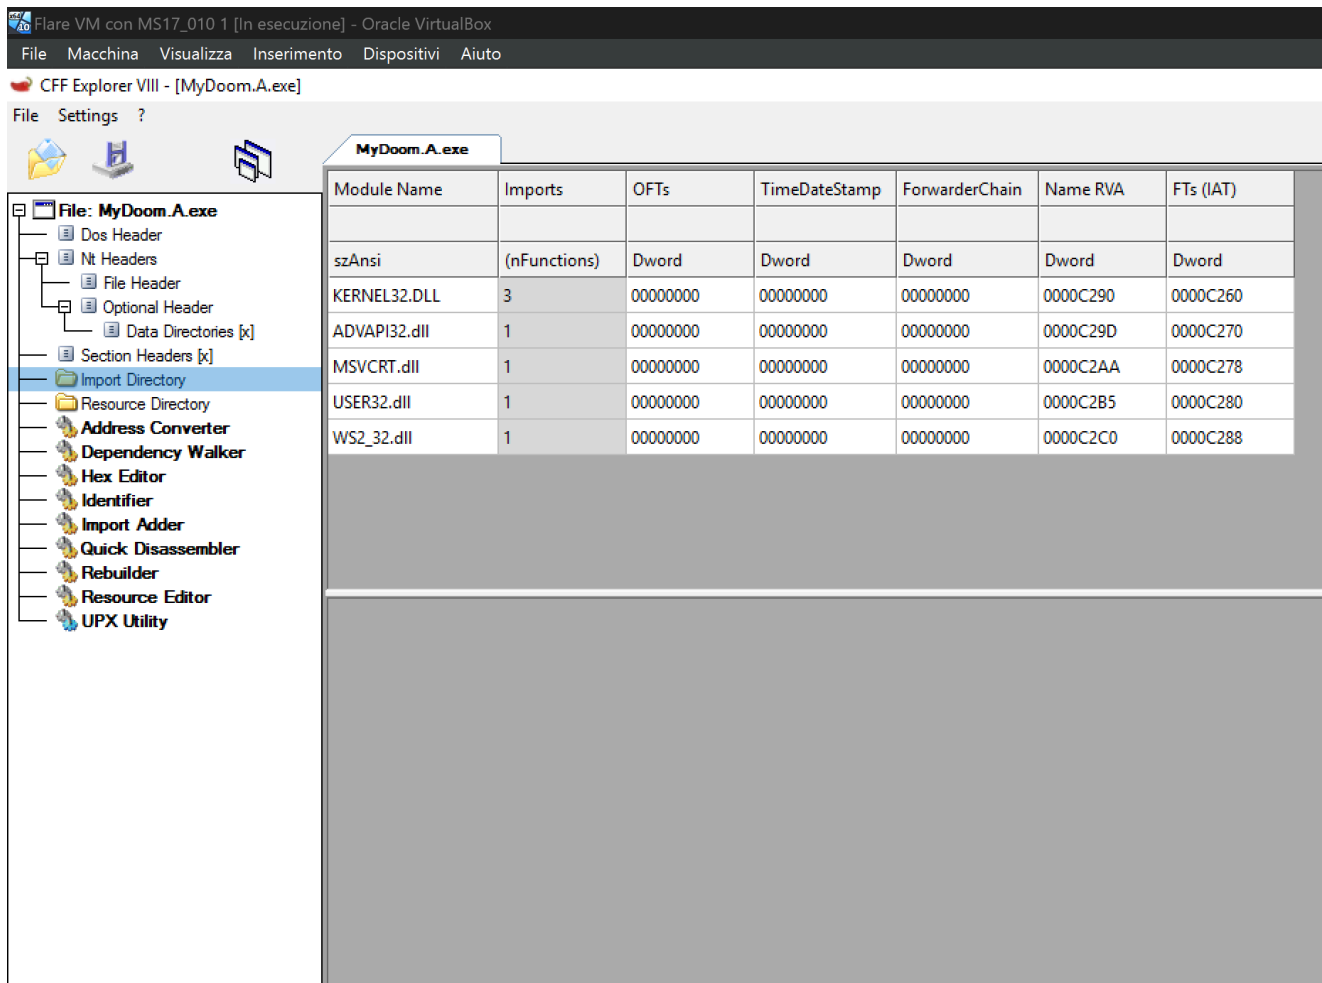 Flare VM con MS17_010 1 [In esecuzione] - Oracle VirtualBox
File Macchina Visualizza Inserimento Dispositivi Aiuto
CFF Explorer VIII - [MyDoom.A.exe]
File Settings ?
MyDoom.A.exe
File: MyDoom.A.exe
Dos Header
Nt Headers
File Header
Optional Header
Data Directories [x]
Section Headers [x]
Import Directory
Resource Directory
Address Converter
Dependency Walker
Hex Editor
Identifier
Import Adder
Quick Disassembler
Rebuilder
Resource Editor
UPX Utility
Module Name Imports OFTs TimeDateStamp ForwarderChain Name RVA FTs (IAT)
szAnsi (nFunctions) Dword Dword Dword Dword Dword
KERNEL32.DLL 3 00000000 00000000 00000000 0000C290 0000C260
ADVAPI32.dll 1 00000000 00000000 00000000 0000C29D 0000C270
MSVCRT.dll 1 00000000 00000000 00000000 0000C2AA 0000C278
USER32.dll 1 00000000 00000000 00000000 0000C2B5 0000C280
WS2_32.dll 1 00000000 00000000 00000000 0000C2C0 0000C288